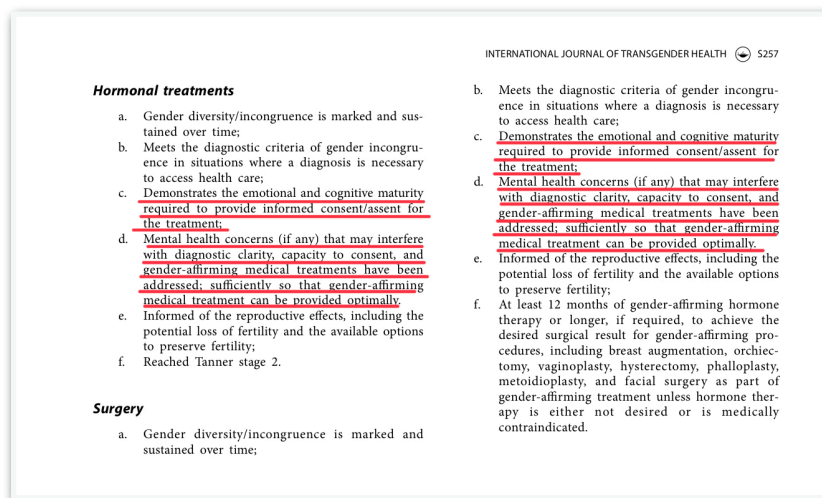 INTERNATIONAL JOURNAL OF TRANSGENDER HEALTH S257
Hormonal treatments
a. Gender diversity/incongruence is marked and sus-
tained over time;
b. Meets the diagnostic criteria of gender incongru-
ence in situations where a diagnosis is necessary
to access health care;
c. Demonstrates the emotional and cognitive maturity
required to provide informed consent/assent for
the treatment;
d. Mental health concerns (if any) that may interfere
with diagnostic clarity, capacity to consent, and
gender-affirming medical treatments have been
addressed; sufficiently so that gender-affirming
medical treatment can be provided optimally.
e. Informed of the reproductive effects, including the
potential loss of fertility and the available options
to preserve fertility;
f. Reached Tanner stage 2.
Surgery
a. Gender diversity/incongruence is marked and
sustained over time;
b. Meets the diagnostic criteria of gender incongru-
ence in situations where a diagnosis is necessary
to access health care;
c. Demonstrates the emotional and cognitive maturity
required to provide informed consent/assent for
the treatment;
d. Mental health concerns (if any) that may interfere
with diagnostic clarity, capacity to consent, and
gender-affirming medical treatments have been
addressed; sufficiently so that gender-affirming
medical treatment can be provided optimally.
e. Informed of the reproductive effects, including the
potential loss of fertility and the available options
to preserve fertility;
f. At least 12 months of gender-affirming hormone
therapy or longer, if required, to achieve the
desired surgical result for gender-affirming pro-
cedures, including breast augmentation, orchiec-
tomy, vaginoplasty, hysterectomy, phalloplasty,
metoidioplasty, and facial surgery as part of
gender-affirming treatment unless hormone ther-
apy is either not desired or is medically
contraindicated.